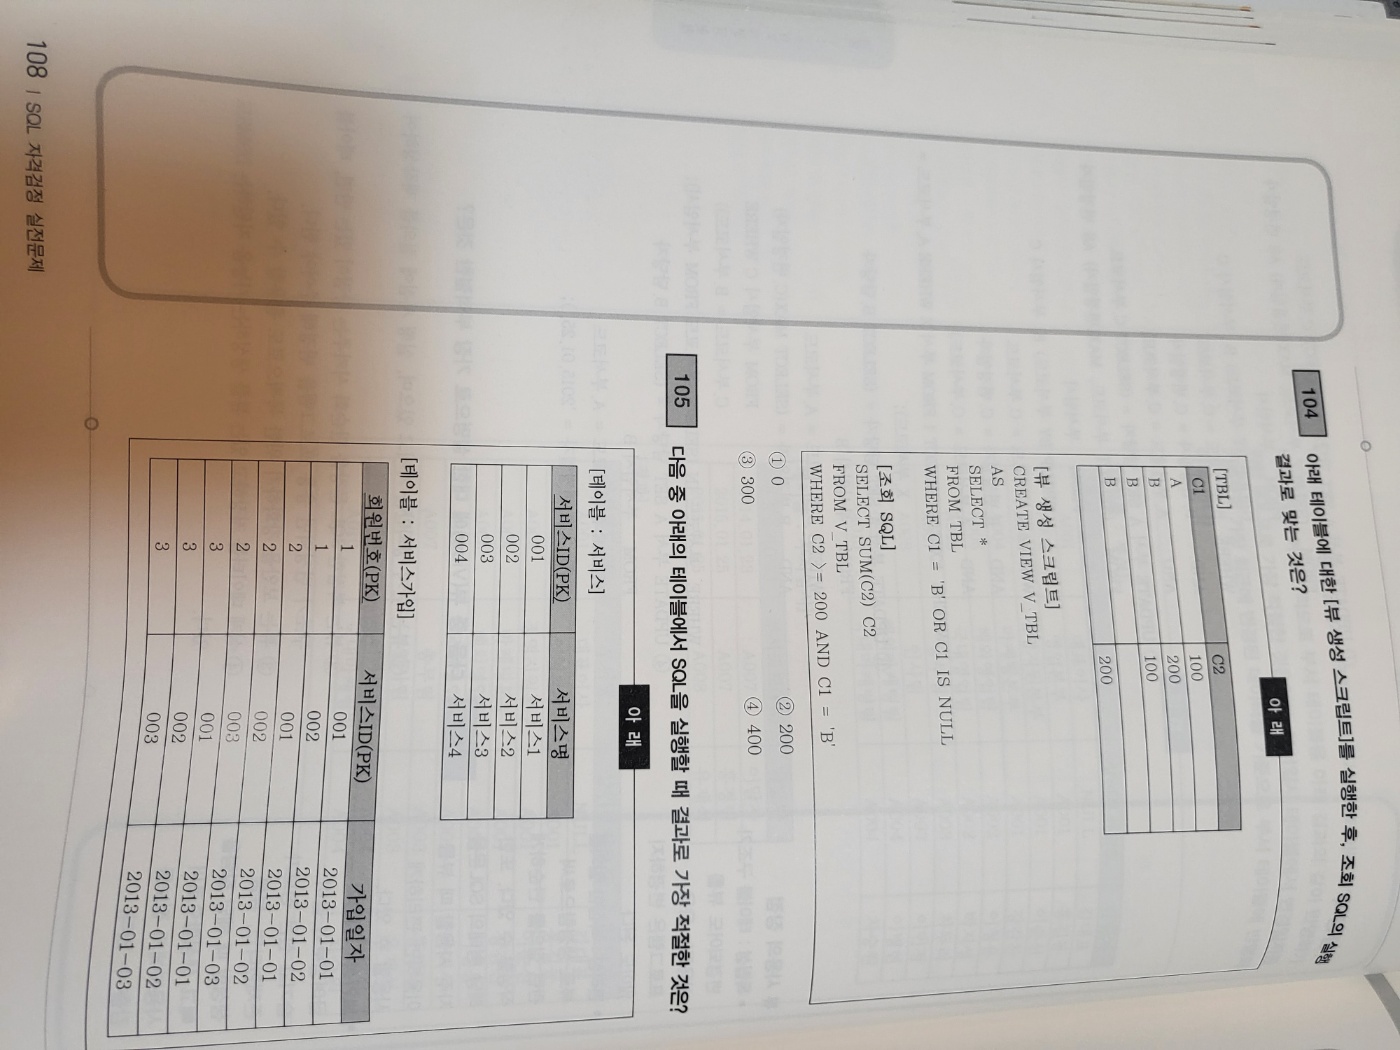 104 아래 테이블에 대한 [뷰 생성 스크립트]를 실행한 후, 조회 SQL의 실행
결과로 맞는 것은?
아 래
[TBL]
C1 C2
A 100
B 200
B 100
B
200
[뷰 생성 스크립트]
CREATE VIEW V_TBL
AS
SELECT *
FROM TBL
WHERE C1 = 'B' OR C1 IS NULL
[조회 SQL]
SELECT SUM(C2) C2
FROM V_TBL
WHERE C2 >= 200 AND C1 = 'B'
① 0 ② 200
③ 300 ④ 400
105 다음 중 아래의 테이블에서 SQL을 실행할 때 결과로 가장 적절한 것은?
아 래
[테이블 : 서비스]
서비스ID(PK) 서비스명
001 서비스1
002 서비스2
003 서비스3
004 서비스4
[테이블 : 서비스가입]
회원번호(PK) 서비스ID(PK) 가입일자
1 001 2013-01-01
1 002 2013-01-02
2 001 2013-01-01
2 002 2013-01-02
2 003 2013-01-03
3 001 2013-01-01
3 002 2013-01-02
3 003 2013-01-03
108 | SQL 자격검정 실전문제